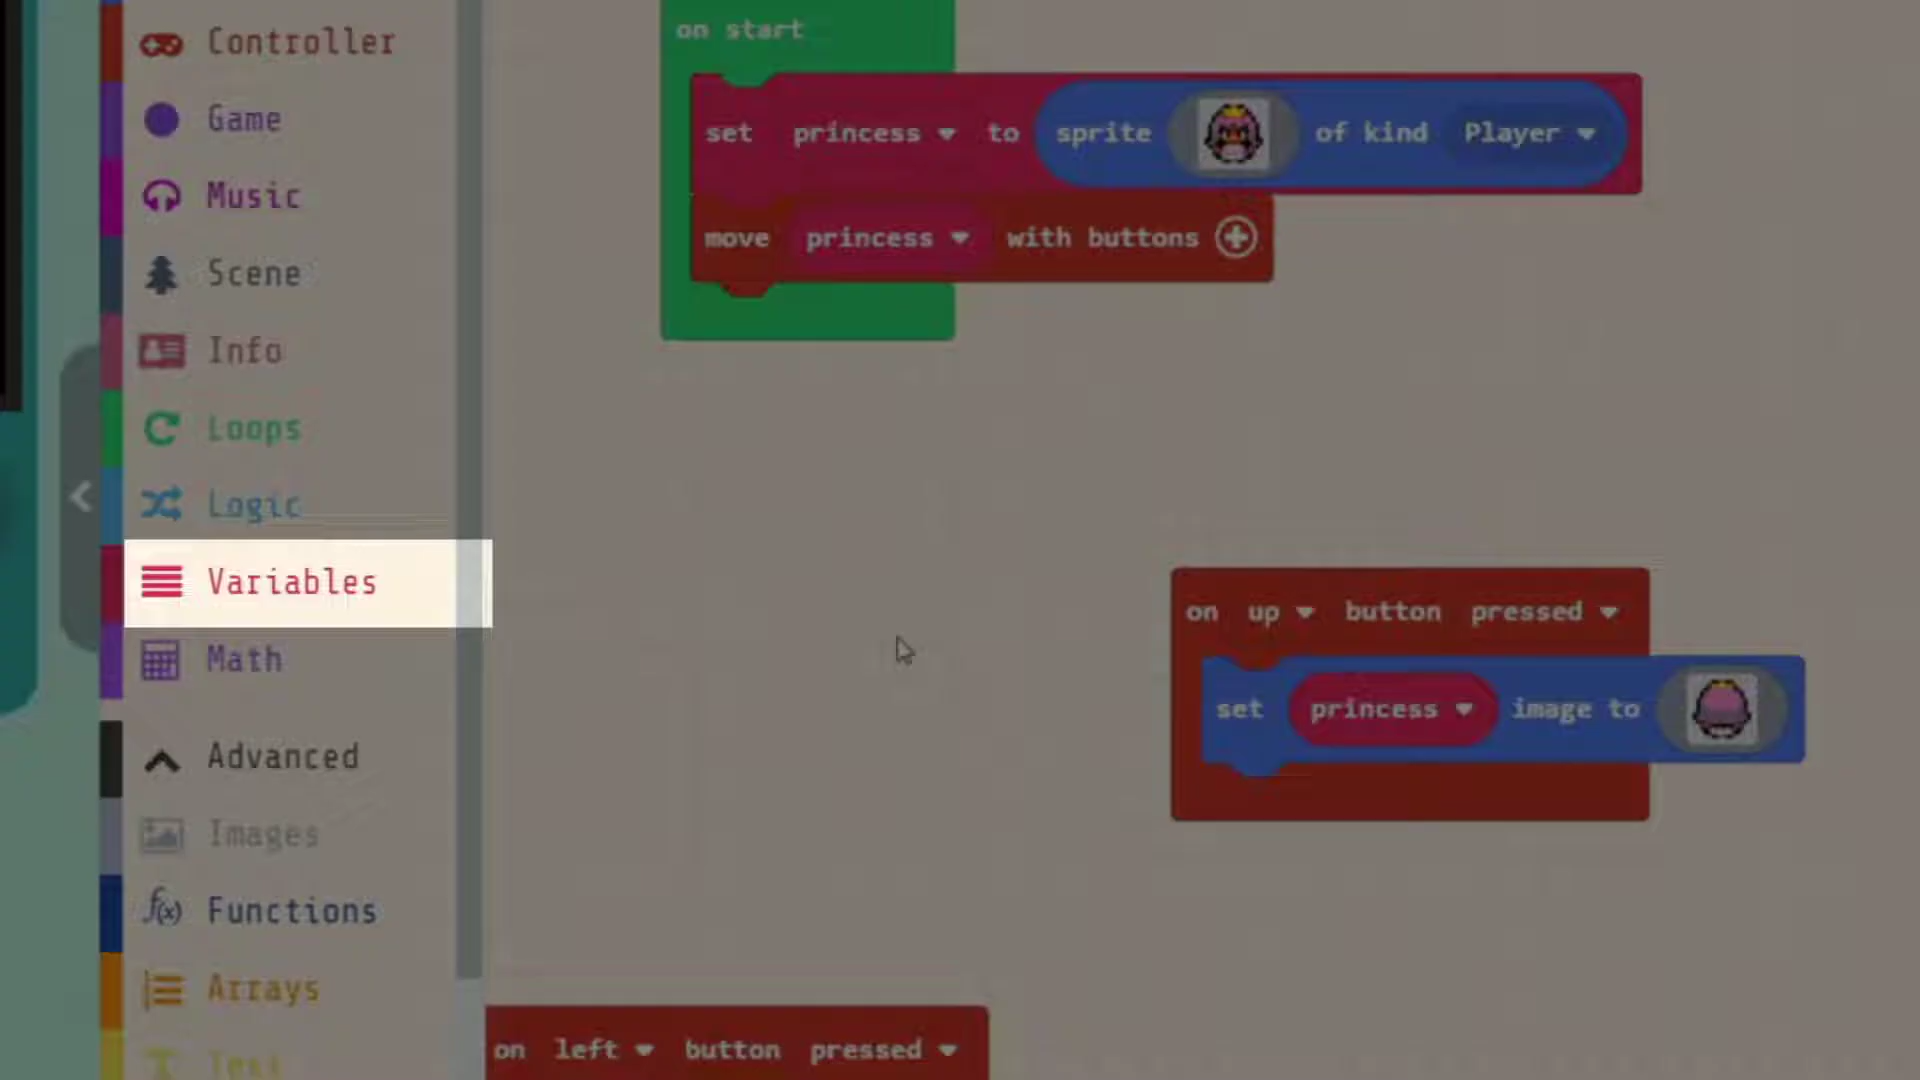 Controller
Game
Music
Scene
Info
Loops
Logic
Variables
Math
Advanced
Images
Functions
Arrays
Text
on start
set princess to sprite of kind Player
move princess with buttons
on up button pressed
set princess image to
on left button pressed